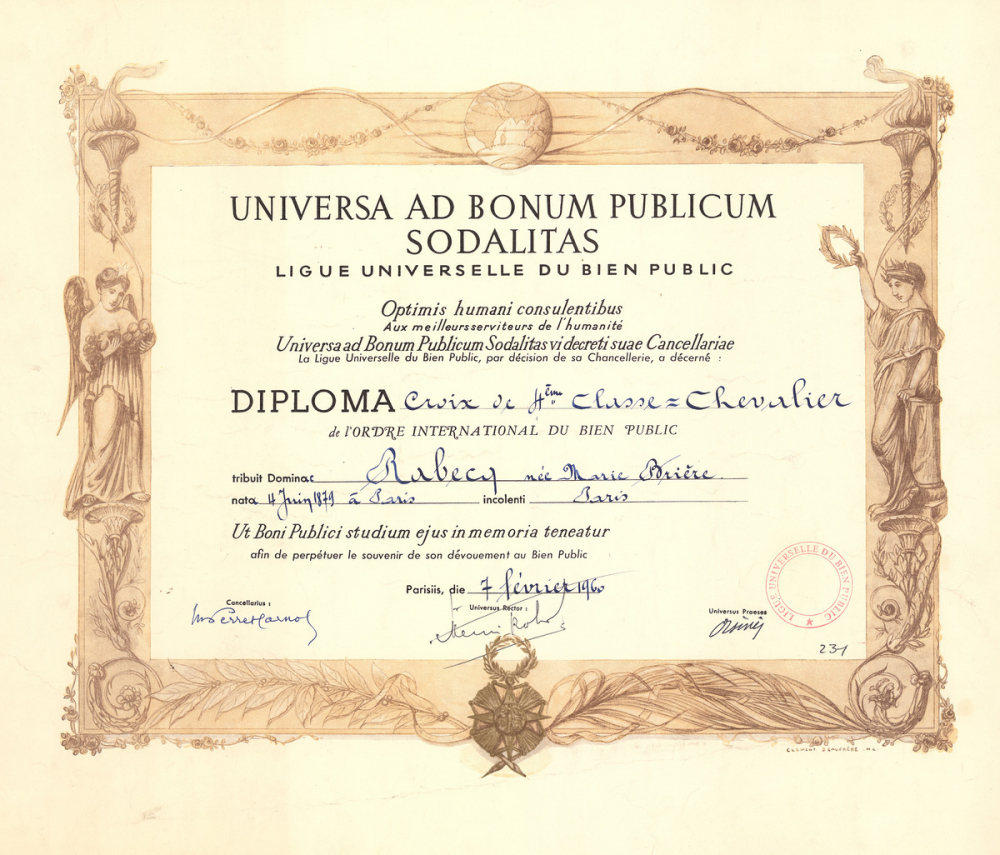 UNIVERSA AD BONUM PUBLICUM
SODALITAS
LIGUE UNIVERSELLE DU BIEN PUBLIC
Optimis humani consulentibus
Aux meilleurs serviteurs de l'humanité
Universa ad Bonum Publicum Sodalitas vi decreti suae Cancellariae
La Ligue Universelle du Bien Public, par décision de sa Chancellerie, a décerné :
DIPLOMA Croix de 4ème Classe = Chevalier
de l'ORDRE INTERNATIONAL DU BIEN PUBLIC
tribuit Dominae Rabecq née Marie Brière
nata 4 Juin 1879 à Paris incolenti Paris
Ut Boni Publici studium ejus in memoria teneatur
afin de perpétuer le souvenir de son dévouement au Bien Public
Parisiis, die 7 février 1960
Cancellarius : Universus Rector : Universus Praeses
LIGUE UNIVERSELLE DU BIEN PUBLIC
231